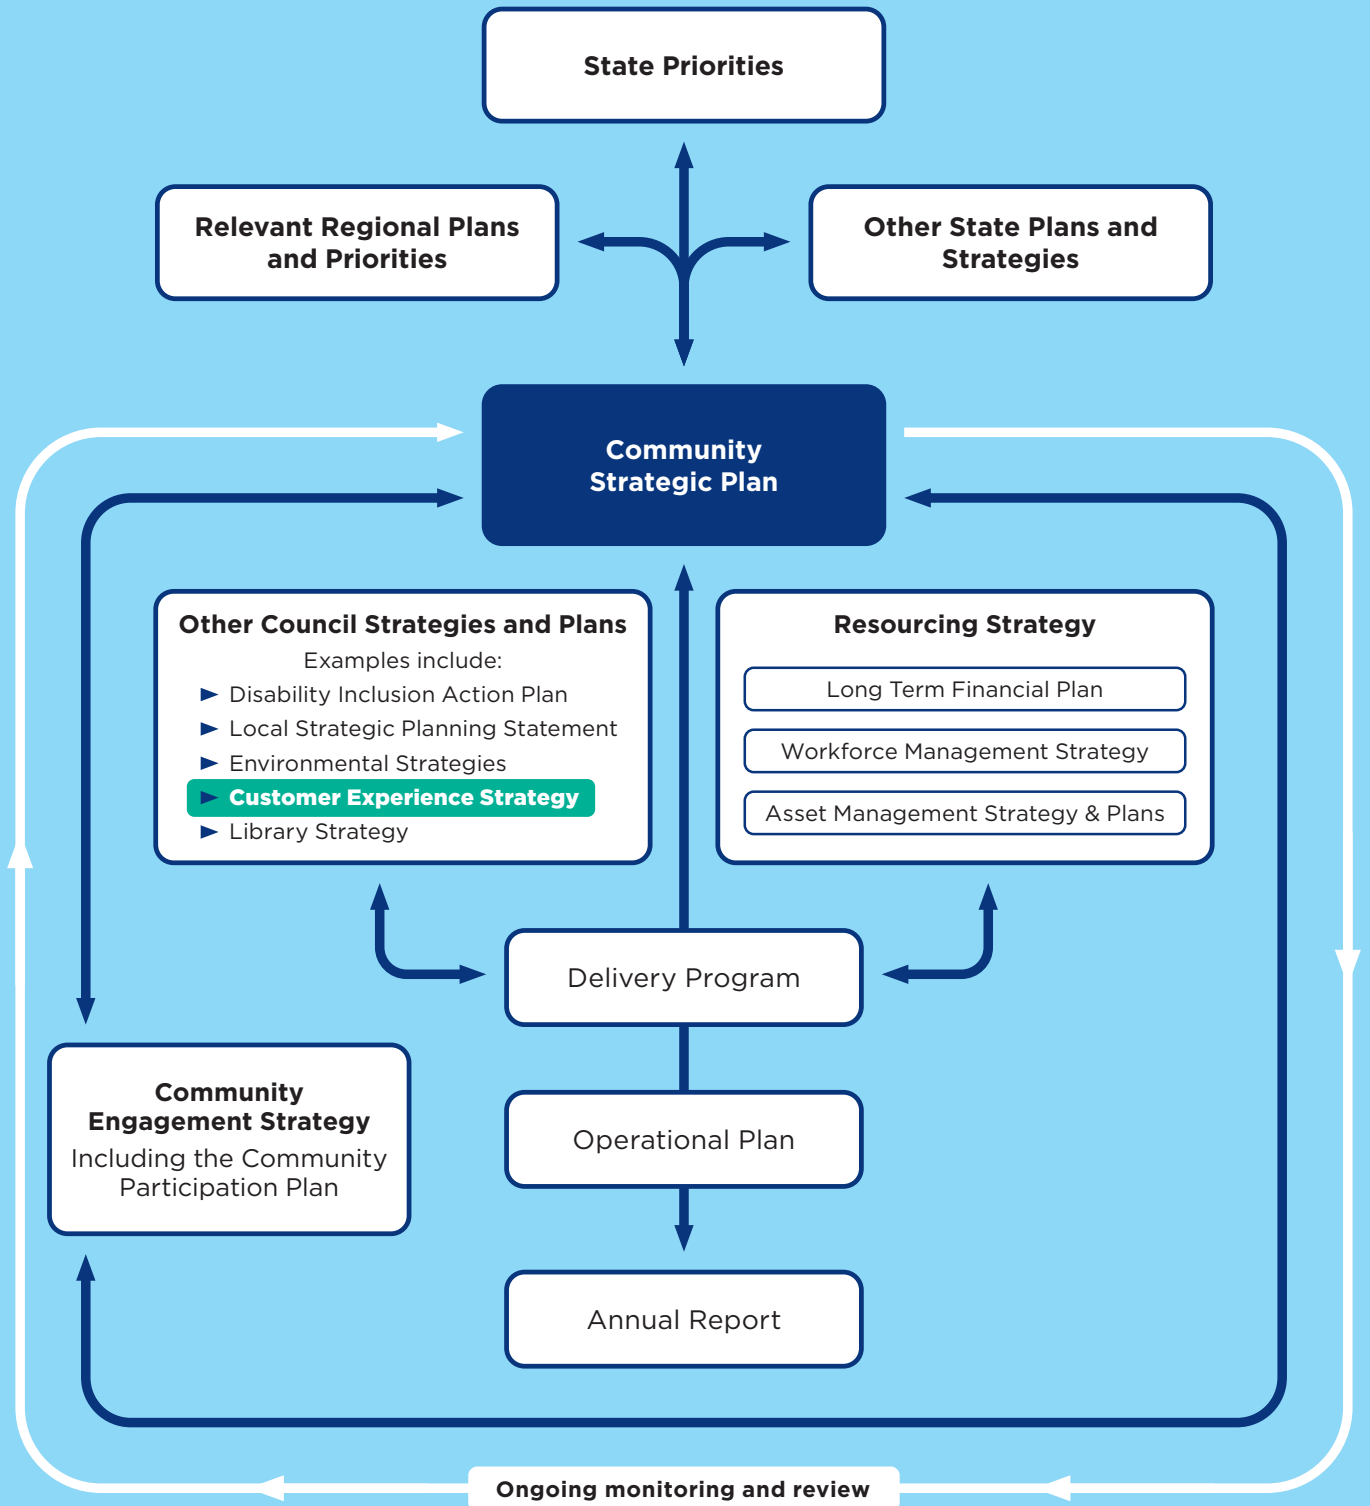 State Priorities
Relevant Regional Plans
and Priorities
Other State Plans and
Strategies
Community
Strategic Plan
Other Council Strategies and Plans
Examples include:
► Disability Inclusion Action Plan
► Local Strategic Planning Statement
► Environmental Strategies
► Customer Experience Strategy
► Library Strategy
Resourcing Strategy
Long Term Financial Plan
Workforce Management Strategy
Asset Management Strategy & Plans
Delivery Program
Community
Engagement Strategy
Including the Community
Participation Plan
Operational Plan
Annual Report
Ongoing monitoring and review